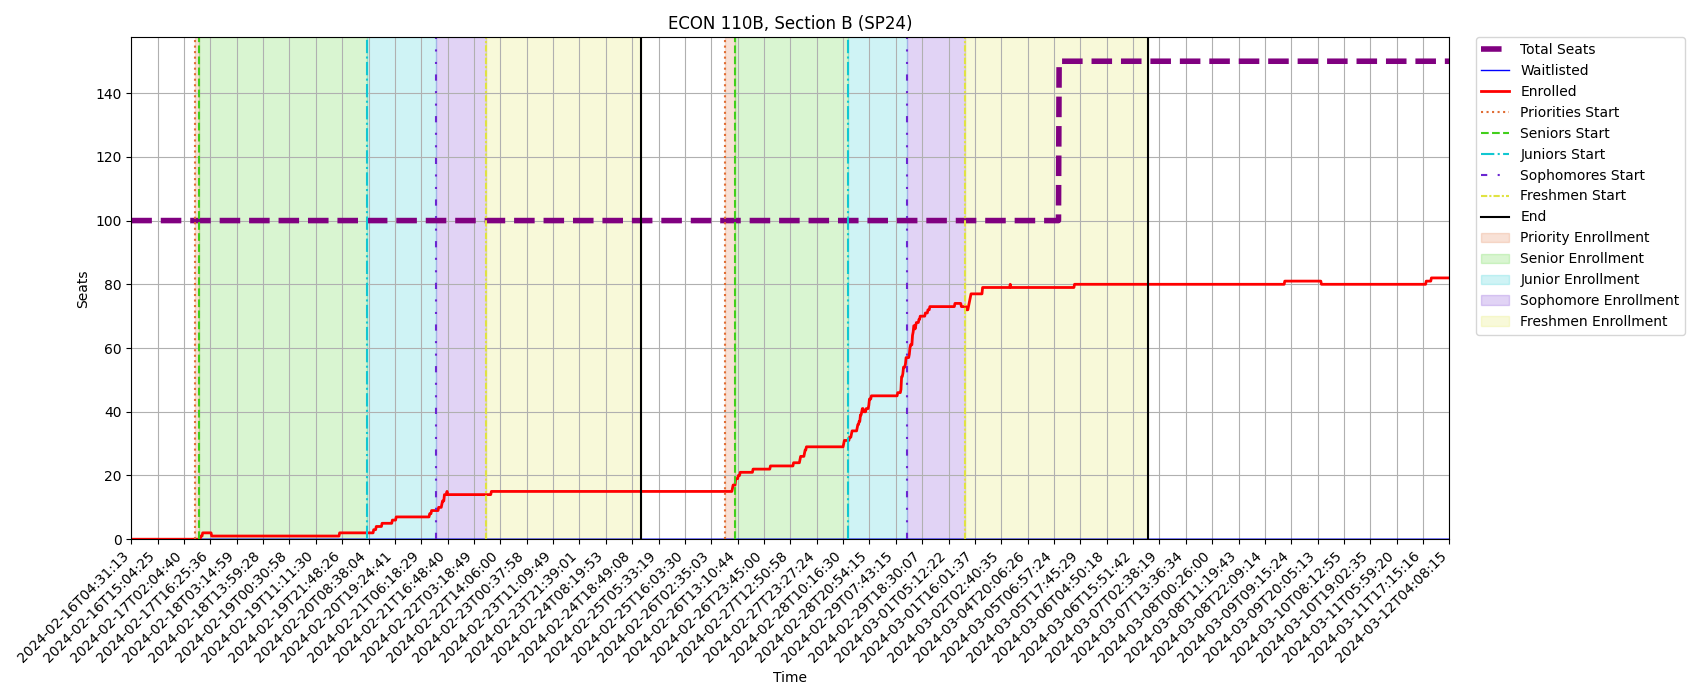 ECON 110B, Section B (SP24)
Total Seats
Waitlisted
Enrolled
Priorities Start
Seniors Start
Juniors Start
Sophomores Start
Freshmen Start
End
Priority Enrollment
Senior Enrollment
Junior Enrollment
Sophomore Enrollment
Freshmen Enrollment
Seats
140
120
100
80
60
40
20
0
2024-02-16T04:31:13
2024-02-16T15:04:25
2024-02-17T02:04:40
2024-02-17T16:25:36
2024-02-18T03:14:59
2024-02-18T13:59:28
2024-02-19T00:30:58
2024-02-19T11:11:30
2024-02-19T21:48:26
2024-02-20T08:38:04
2024-02-20T19:24:41
2024-02-21T06:18:29
2024-02-21T16:48:40
2024-02-22T03:18:49
2024-02-22T14:06:00
2024-02-23T00:37:58
2024-02-23T11:09:49
2024-02-23T21:39:01
2024-02-24T08:19:53
2024-02-24T18:49:08
2024-02-25T05:33:19
2024-02-25T16:03:30
2024-02-26T02:35:03
2024-02-26T13:10:44
2024-02-26T23:45:00
2024-02-27T12:50:58
2024-02-27T23:27:24
2024-02-28T10:16:30
2024-02-28T20:54:15
2024-02-29T07:43:15
2024-02-29T18:30:07
2024-03-01T05:12:22
2024-03-01T16:01:37
2024-03-02T02:40:35
2024-03-04T20:06:26
2024-03-05T06:57:24
2024-03-05T17:45:29
2024-03-06T04:50:18
2024-03-06T15:51:42
2024-03-07T02:38:19
2024-03-07T13:36:34
2024-03-08T00:26:00
2024-03-08T11:19:43
2024-03-08T22:09:14
2024-03-09T09:15:24
2024-03-09T20:05:13
2024-03-10T08:12:55
2024-03-10T19:02:35
2024-03-11T05:59:20
2024-03-11T17:15:16
2024-03-12T04:08:15
Time